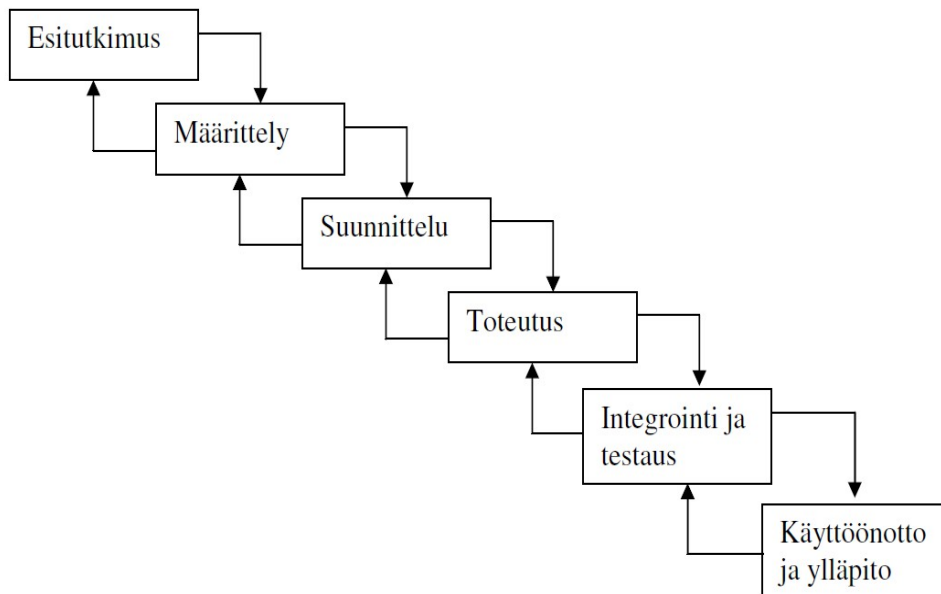 Esitutkimus
Määrittely
Suunnittelu
Toteutus
Integrointi ja
testaus
Käyttöönotto
ja ylläpito